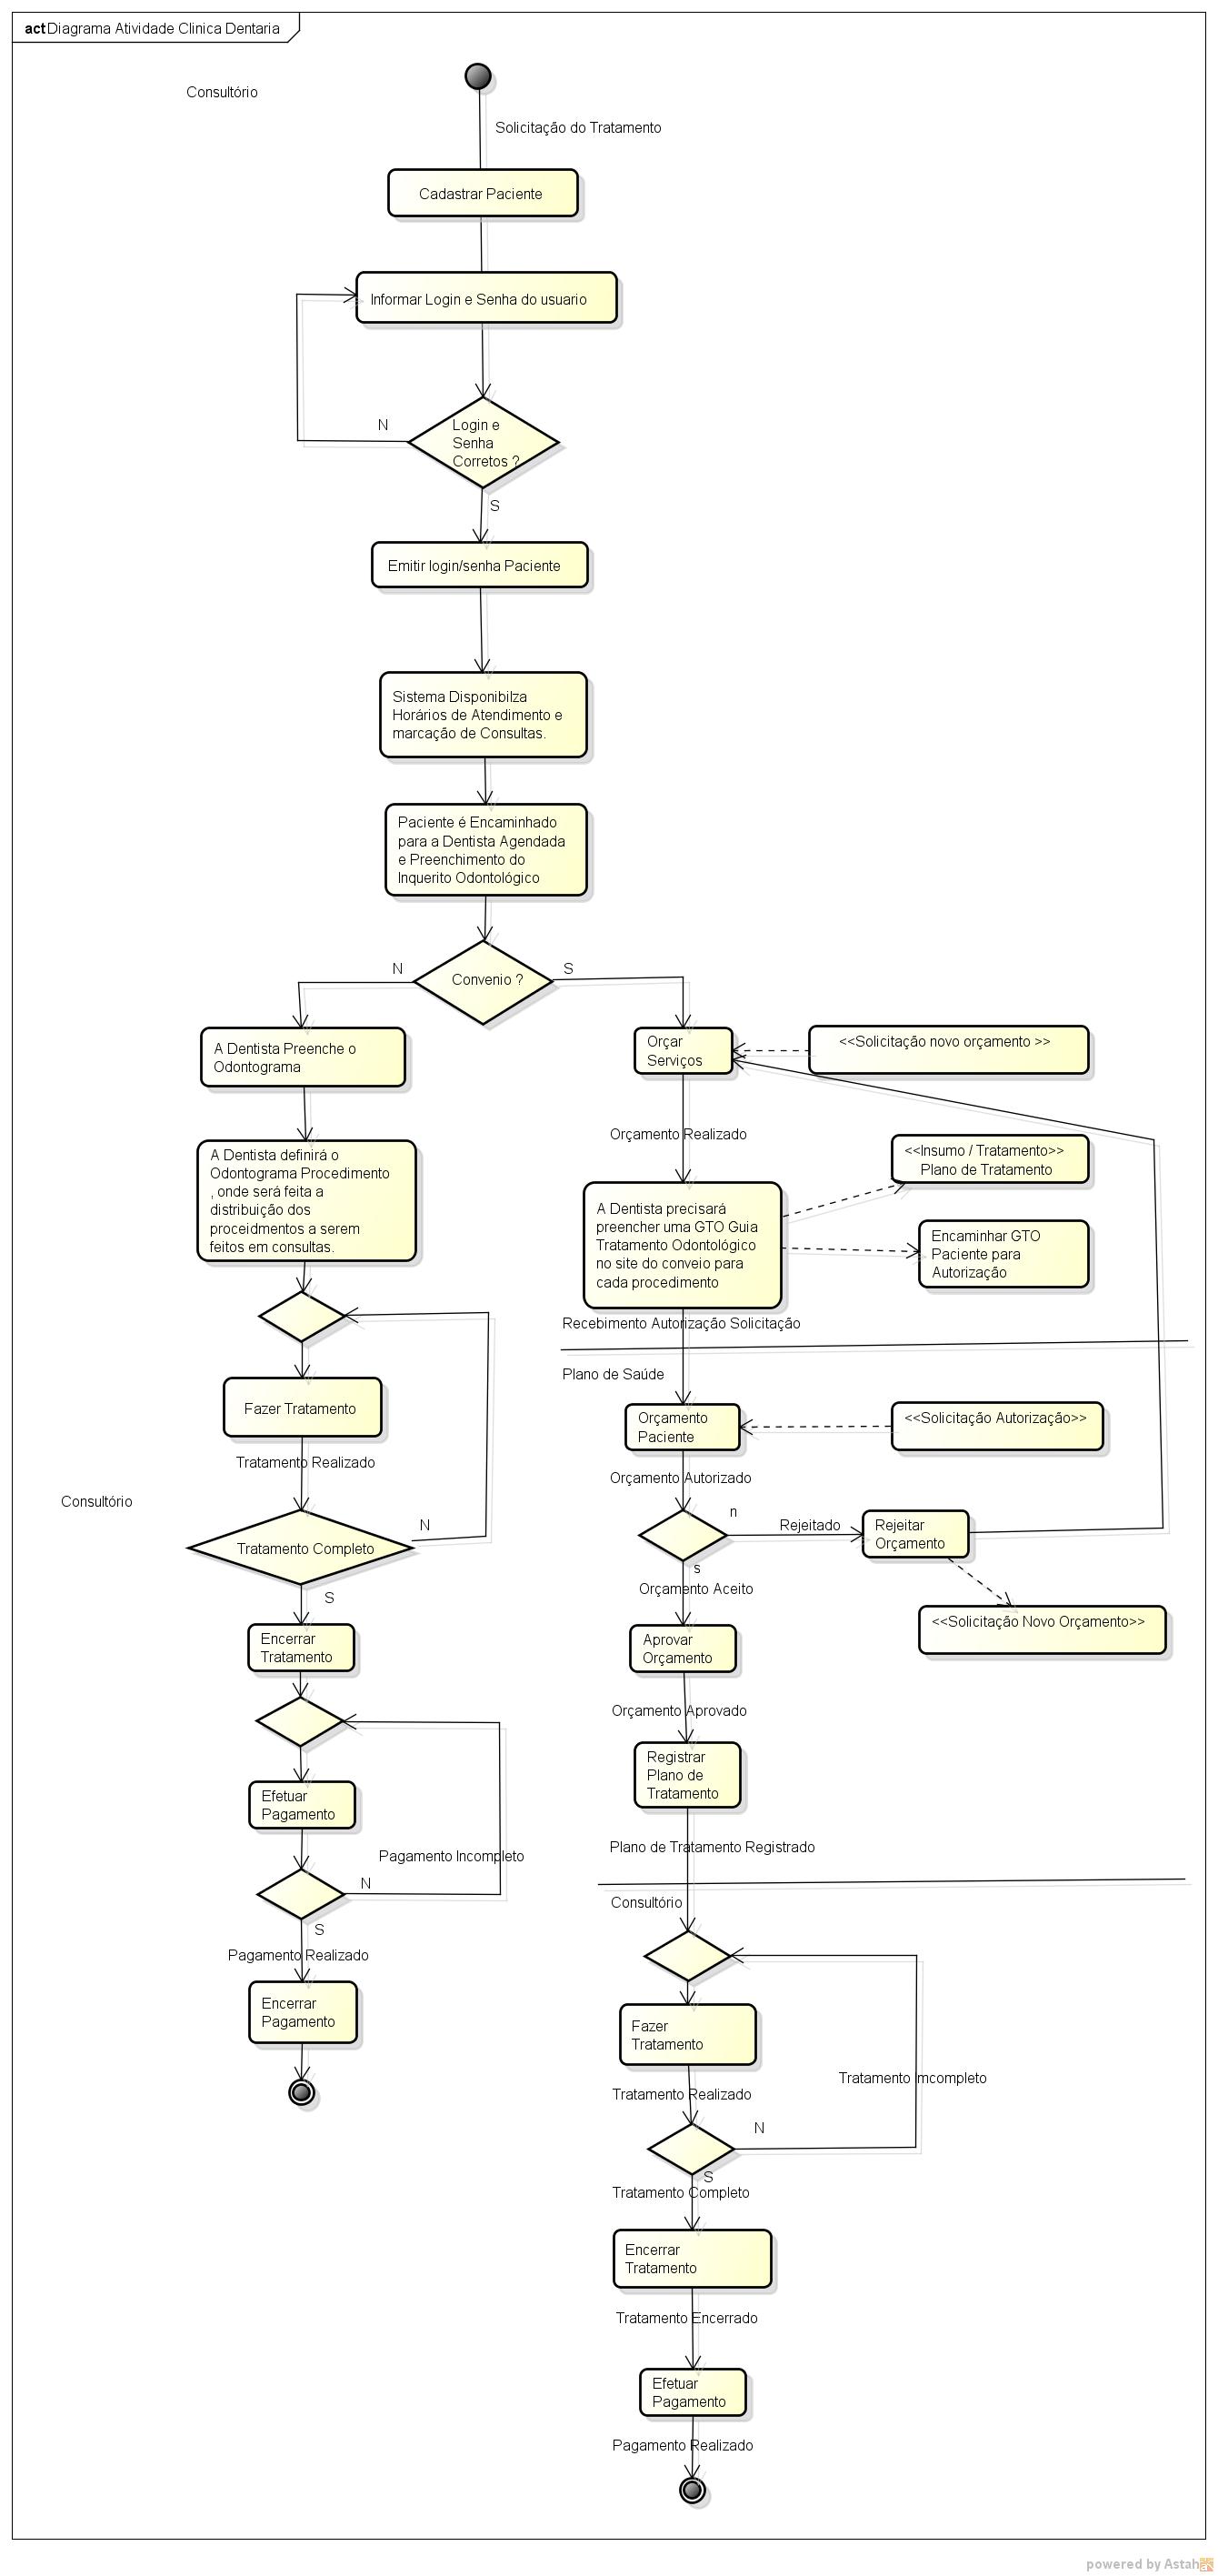 act Diagrama Atividade Clinica Dentaria
Consultório
Solicitação do Tratamento
Cadastrar Paciente
Informar Login e Senha do usuario
N
Login e
Senha
Corretos ?
S
Emitir login/senha Paciente
Sistema Disponibilza
Horários de Atendimento e
marcação de Consultas.
Paciente é Encaminhado
para a Dentista Agendada
e Preenchimento do
Inquerito Odontológico
N
Convenio ?
S
A Dentista Preenche o
Odontograma
A Dentista definirá o
Odontograma Procedimento
, onde será feita a
distribuição dos
proceidmentos a serem
feitos em consultas.
Fazer Tratamento
Tratamento Realizado
Consultório
N
Tratamento Completo
S
Encerrar
Tratamento
Efetuar
Pagamento
Pagamento Incompleto
N
S
Pagamento Realizado
Encerrar
Pagamento
Orçar
Serviços
<<Solicitação novo orçamento >>
Orçamento Realizado
<<Insumo / Tratamento>>
Plano de Tratamento
A Dentista precisará
preencher uma GTO Guia
Tratamento Odontológico
no site do conveio para
cada procedimento
Encaminhar GTO
Paciente para
Autorização
Recebimento Autorização Solicitação
Plano de Saúde
Orçamento
Paciente
<<Solicitação Autorização>>
Orçamento Autorizado
n
Rejeitado
Rejeitar
Orçamento
s
Orçamento Aceito
<<Solicitação Novo Orçamento>>
Aprovar
Orçamento
Orçamento Aprovado
Registrar
Plano de
Tratamento
Plano de Tratamento Registrado
Consultório
Fazer
Tratamento
Tratamento Imcompleto
Tratamento Realizado
N
S
Tratamento Completo
Encerrar
Tratamento
Tratamento Encerrado
Efetuar
Pagamento
Pagamento Realizado
powered by Astah